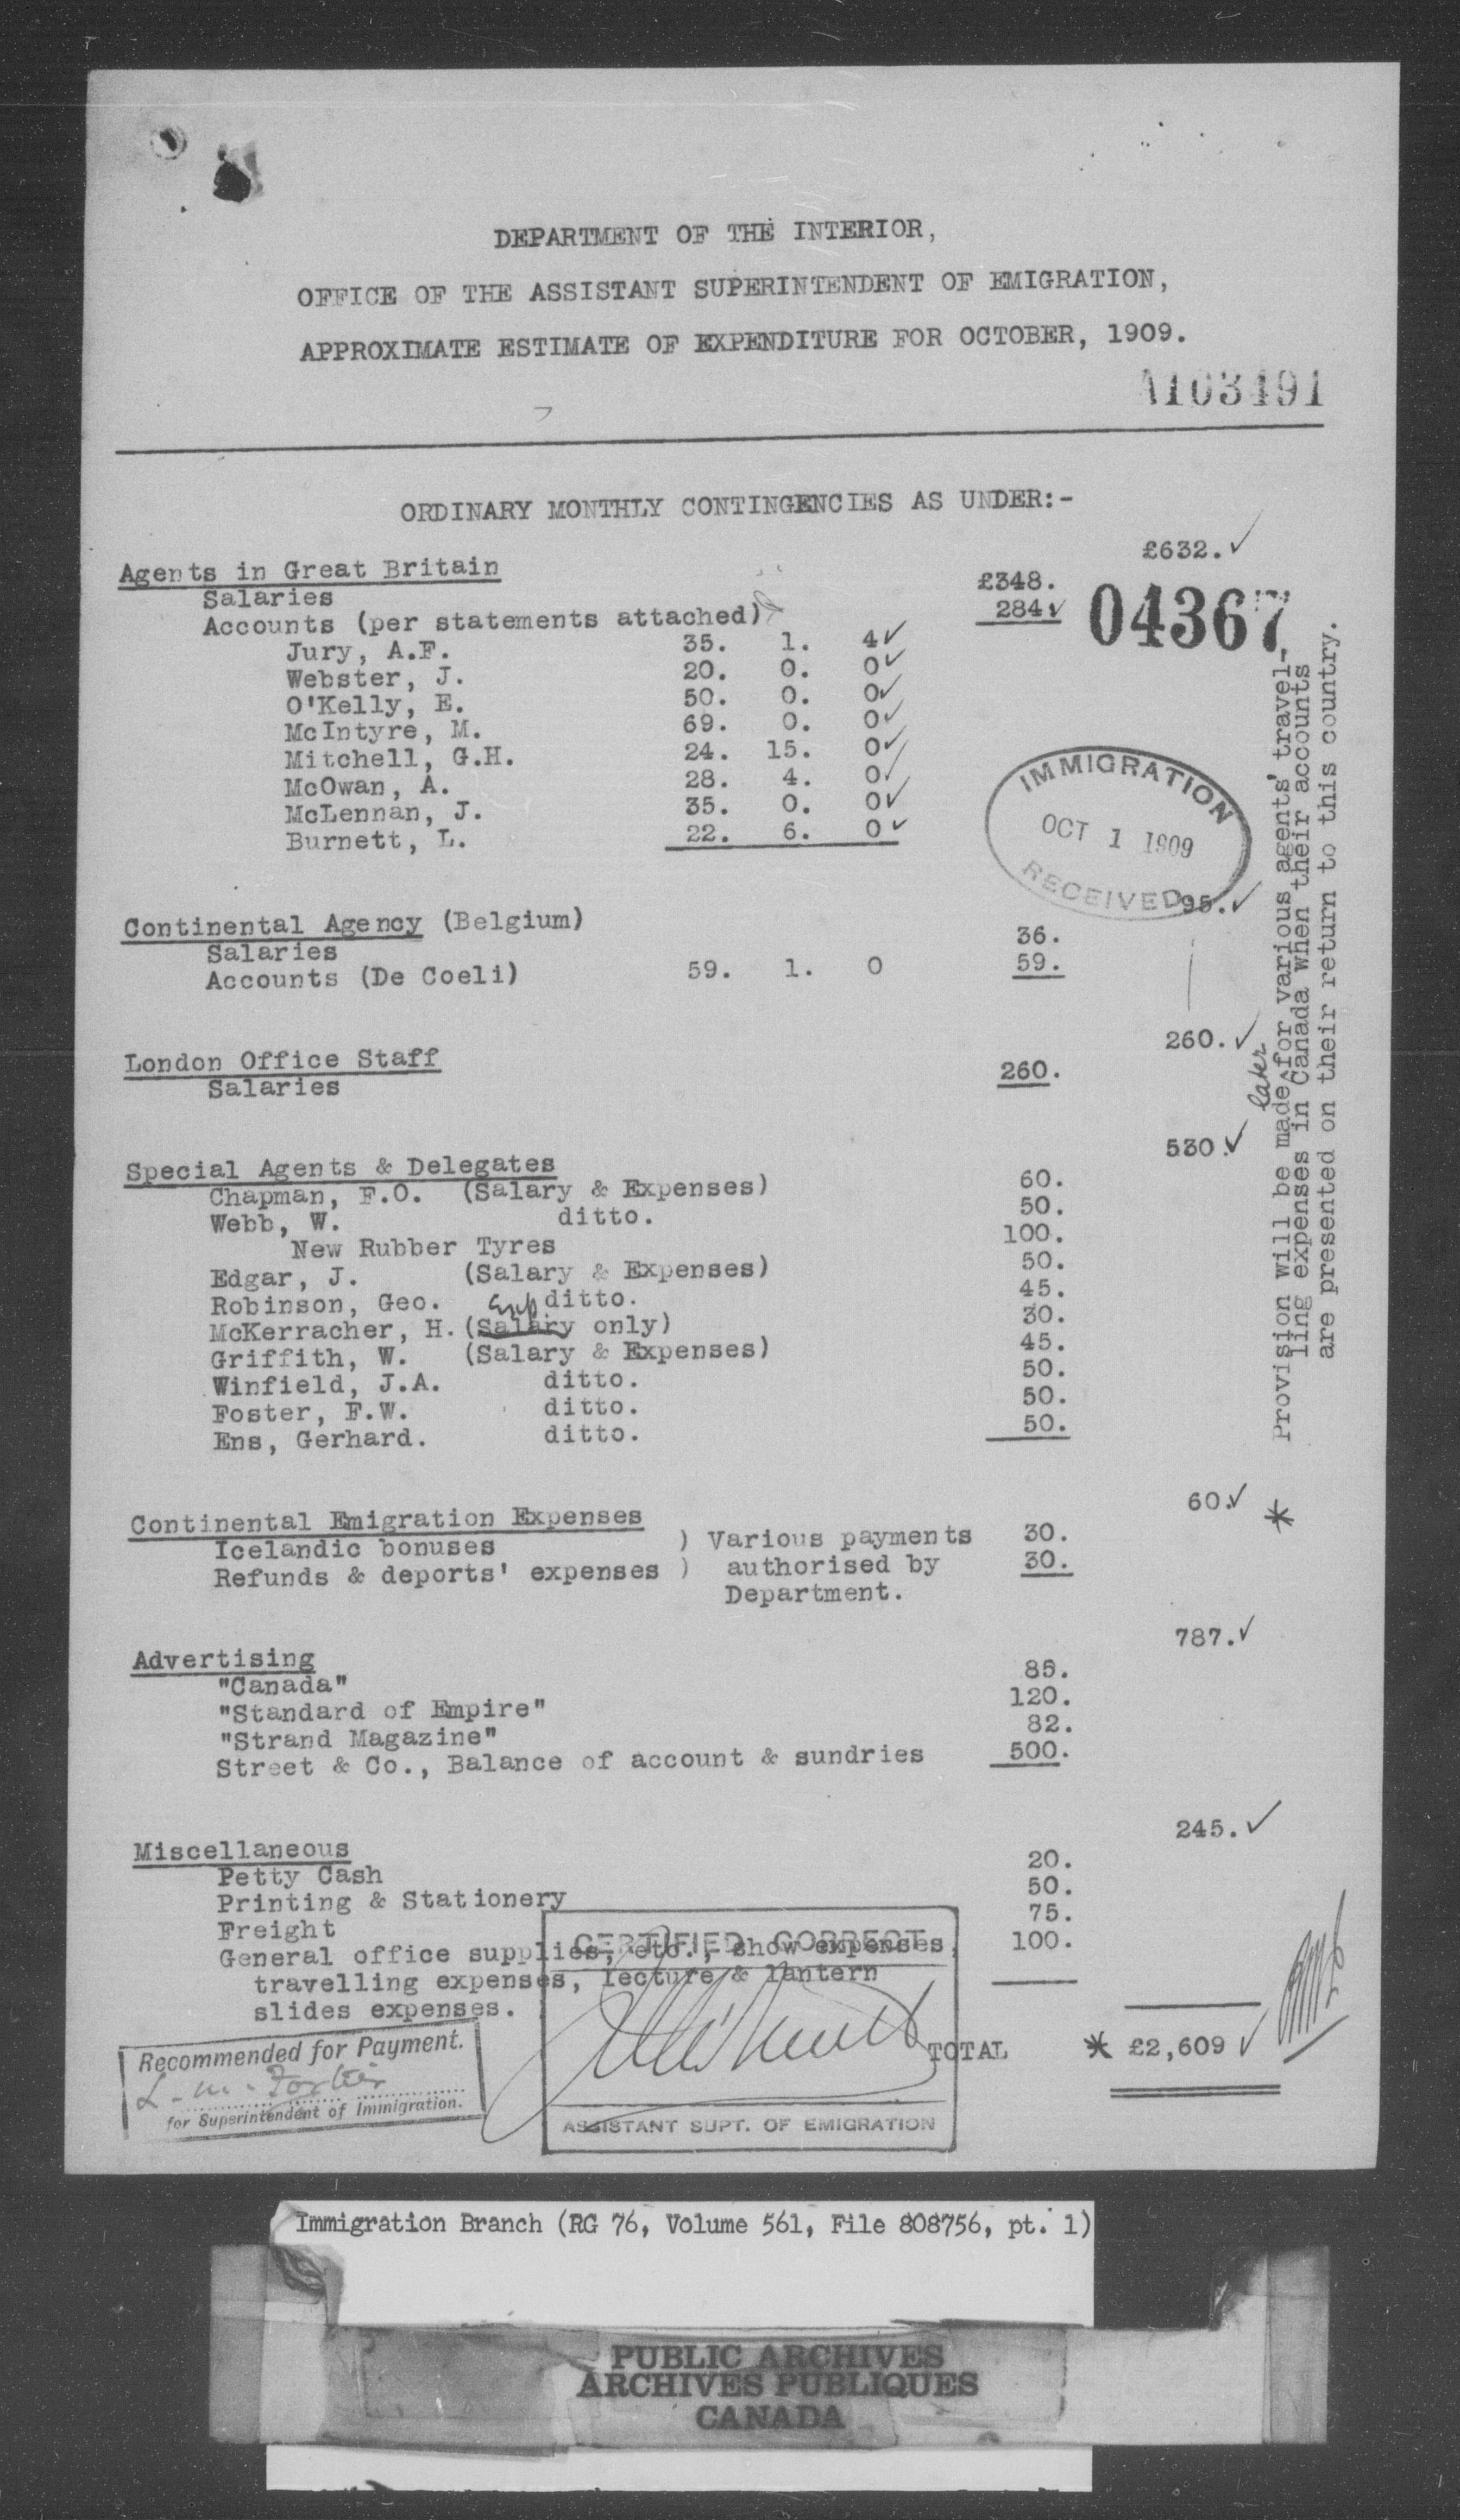 DEPARTMENT OF THE INTERIOR,
OFFICE OF THE ASSISTANT SUPERINTENDENT OF EMIGRATION,
APPROXIMATE ESTIMATE OF EXPENDITURE FOR OCTOBER, 1909.
A103491
ORDINARY MONTHLY CONTINGENCIES AS UNDER:-
Agents in Great Britain £632.✓
Salaries £348.
Accounts (per statements attached) 284✓
04367
Jury, A.F. 35. 1. 4✓
Webster, J. 20. 0. 0✓
O'Kelly, E. 50. 0. 0✓
McIntyre, M. 69. 0. 0✓
Mitchell, G.H. 24. 15. 0✓
McOwan, A. 28. 4. 0✓
McLennan, J. 35. 0. 0✓
Burnett, L. 22. 6. 0✓
IMMIGRATION
OCT 1 1909
RECEIVED
Continental Agency (Belgium) 95.✓
Salaries 36.
Accounts (De Coeli) 59. 1. 0 59.
London Office Staff 260.✓
Salaries 260.
Special Agents & Delegates 530.✓
Chapman, F.O. (Salary & Expenses) 60.
Webb, W. ditto. 50.
New Rubber Tyres 100.
Edgar, J. (Salary & Expenses) 50.
Robinson, Geo. ditto. 45.
Exp
McKerracher, H. (Salary only) 30.
Griffith, W. (Salary & Expenses) 45.
Winfield, J.A. ditto. 50.
Foster, F.W. ditto. 50.
Ens, Gerhard. ditto. 50.
Continental Emigration Expenses 60✓
Icelandic bonuses ) Various payments 30.
Refunds & deports' expenses ) authorised by 30.
Department.
Advertising 787.✓
"Canada" 85.
"Standard of Empire" 120.
"Strand Magazine" 82.
Street & Co., Balance of account & sundries 500.
Miscellaneous 245.✓
Petty Cash 20.
Printing & Stationery 50.
Freight 75.
General office supplies, etc., show expenses, 100.
travelling expenses, lecture & lantern
slides expenses.
TOTAL * £2,609 ✓
* Provision will be made later for various agents' travel-
ling expenses in Canada when their accounts
are presented on their return to this country.
Recommended for Payment.
L. M. Fortier
for Superintendent of Immigration.
CERTIFIED CORRECT
ASSISTANT SUPT. OF EMIGRATION
Immigration Branch (RG 76, Volume 561, File 808756, pt. 1)
PUBLIC ARCHIVES
ARCHIVES PUBLIQUES
CANADA